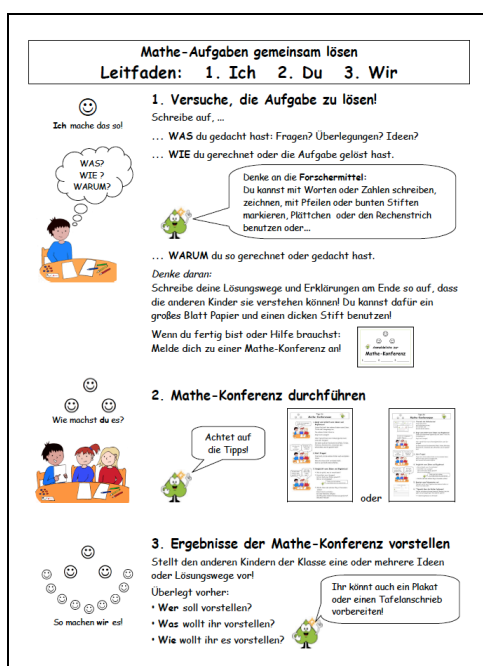 Mathe-Aufgaben gemeinsam lösen
Leitfaden: 1. Ich 2. Du 3. Wir
Ich mache das so!
WAS?
WIE ?
WARUM?
1. Versuche, die Aufgabe zu lösen!
Schreibe auf, ...
... WAS du gedacht hast: Fragen? Überlegungen? Ideen?
... WIE du gerechnet oder die Aufgabe gelöst hast.
Denke an die Forschermittel:
Du kannst mit Worten oder Zahlen schreiben,
zeichnen, mit Pfeilen oder bunten Stiften
markieren, Plättchen oder den Rechenstrich
benutzen oder...
... WARUM du so gerechnet oder gedacht hast.
Denke daran:
Schreibe deine Lösungswege und Erklärungen am Ende so auf, dass
die anderen Kinder sie verstehen können! Du kannst dafür ein
großes Blatt Papier und einen dicken Stift benutzen!
Wenn du fertig bist oder Hilfe brauchst:
Melde dich zu einer Mathe-Konferenz an!
Mathe-Konferenz
Wie machst du es?
2. Mathe-Konferenz durchführen
Achtet auf
die Tipps!
oder
So machen wir es!
3. Ergebnisse der Mathe-Konferenz vorstellen
Stellt den anderen Kindern der Klasse eine oder mehrere Ideen
oder Lösungswege vor!
Überlegt vorher:
• Wer soll vorstellen?
• Was wollt ihr vorstellen?
• Wie wollt ihr es vorstellen?
Ihr könnt auch ein Plakat
oder einen Tafelanschrieb
vorbereiten!